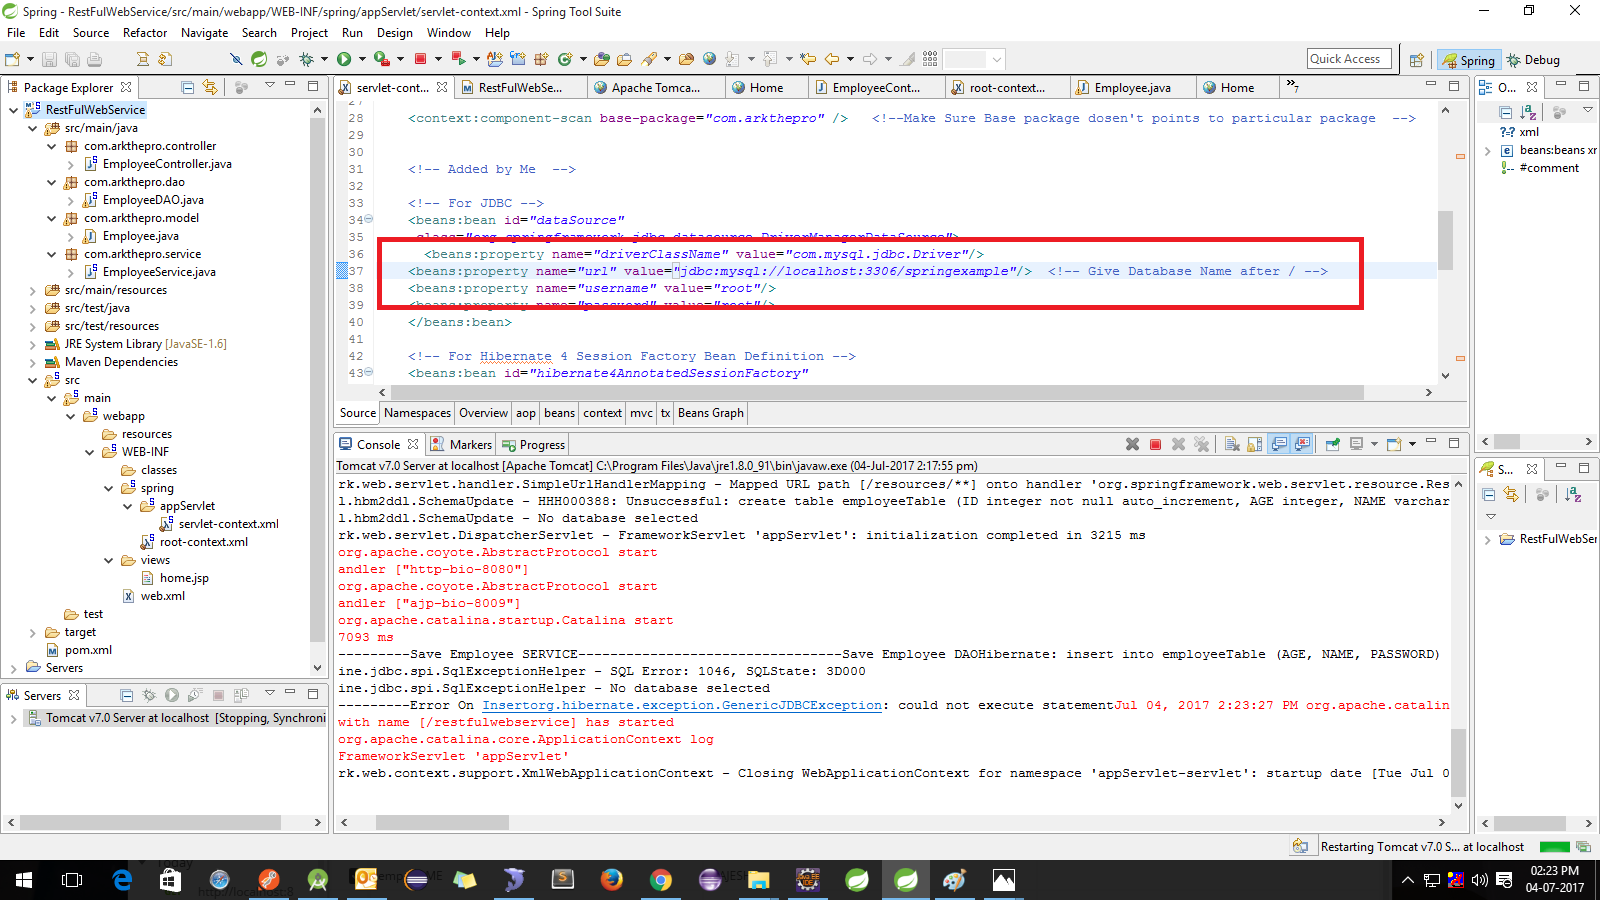 Spring - RestFulWebService/src/main/webapp/WEB-INF/spring/appServlet/servlet-context.xml - Spring Tool Suite
File Edit Source Refactor Navigate Search Project Run Design Window Help
Quick Access
Spring
Debug
Package Explorer
RestFulWebService
src/main/java
com.arkthepro.controller
EmployeeController.java
com.arkthepro.dao
EmployeeDAO.java
com.arkthepro.model
Employee.java
com.arkthepro.service
EmployeeService.java
src/main/resources
src/test/java
src/test/resources
JRE System Library [JavaSE-1.6]
Maven Dependencies
src
main
webapp
resources
WEB-INF
classes
spring
appServlet
servlet-context.xml
root-context.xml
views
home.jsp
web.xml
test
target
pom.xml
Servers
Servers
Tomcat v7.0 Server at localhost [Stopping, Synchroni
servlet-cont...
RestFulWebSe...
Apache Tomca...
Home
EmployeeCont...
root-context...
Employee.java
Home
»7
27
28 <context:component-scan base-package="com.arkthepro" /> <!--Make Sure Base package dosen't points to particular package -->
29
30
31 <!-- Added by Me -->
32
33 <!-- For JDBC -->
34 <beans:bean id="dataSource"
35 class="org.springframework.jdbc.datasource.DriverManagerDataSource">
36 <beans:property name="driverClassName" value="com.mysql.jdbc.Driver"/>
37 <beans:property name="url" value="jdbc:mysql://localhost:3306/springexample"/> <!-- Give Database Name after / -->
38 <beans:property name="username" value="root"/>
39 <beans:property name="password" value="root"/>
40 </beans:bean>
41
42 <!-- For Hibernate 4 Session Factory Bean Definition -->
43 <beans:bean id="hibernate4AnnotatedSessionFactory"
Source Namespaces Overview aop beans context mvc tx Beans Graph
Console
Markers
Progress
Tomcat v7.0 Server at localhost [Apache Tomcat] C:\Program Files\Java\jre1.8.0_91\bin\javaw.exe (04-Jul-2017 2:17:55 pm)
rk.web.servlet.handler.SimpleUrlHandlerMapping - Mapped URL path [/resources/**] onto handler 'org.springframework.web.servlet.resource.Res
l.hbm2ddl.SchemaUpdate - HHH000388: Unsuccessful: create table employeeTable (ID integer not null auto_increment, AGE integer, NAME varchar
l.hbm2ddl.SchemaUpdate - No database selected
rk.web.servlet.DispatcherServlet - FrameworkServlet 'appServlet': initialization completed in 3215 ms
org.apache.coyote.AbstractProtocol start
andler ["http-bio-8080"]
org.apache.coyote.AbstractProtocol start
andler ["ajp-bio-8009"]
org.apache.catalina.startup.Catalina start
7093 ms
---------Save Employee SERVICE---------------------------------Save Employee DAOHibernate: insert into employeeTable (AGE, NAME, PASSWORD)
ine.jdbc.spi.SqlExceptionHelper - SQL Error: 1046, SQLState: 3D000
ine.jdbc.spi.SqlExceptionHelper - No database selected
---------Error On Insertorg.hibernate.exception.GenericJDBCException: could not execute statementJul 04, 2017 2:23:27 PM org.apache.catalin
with name [/restfulwebservice] has started
org.apache.catalina.core.ApplicationContext log
FrameworkServlet 'appServlet'
rk.web.context.support.XmlWebApplicationContext - Closing WebApplicationContext for namespace 'appServlet-servlet': startup date [Tue Jul 0
O...
xml
beans:beans xr
#comment
S...
RestFulWebSer
Restarting Tomcat v7.0 S... at localhost
02:23 PM
04-07-2017